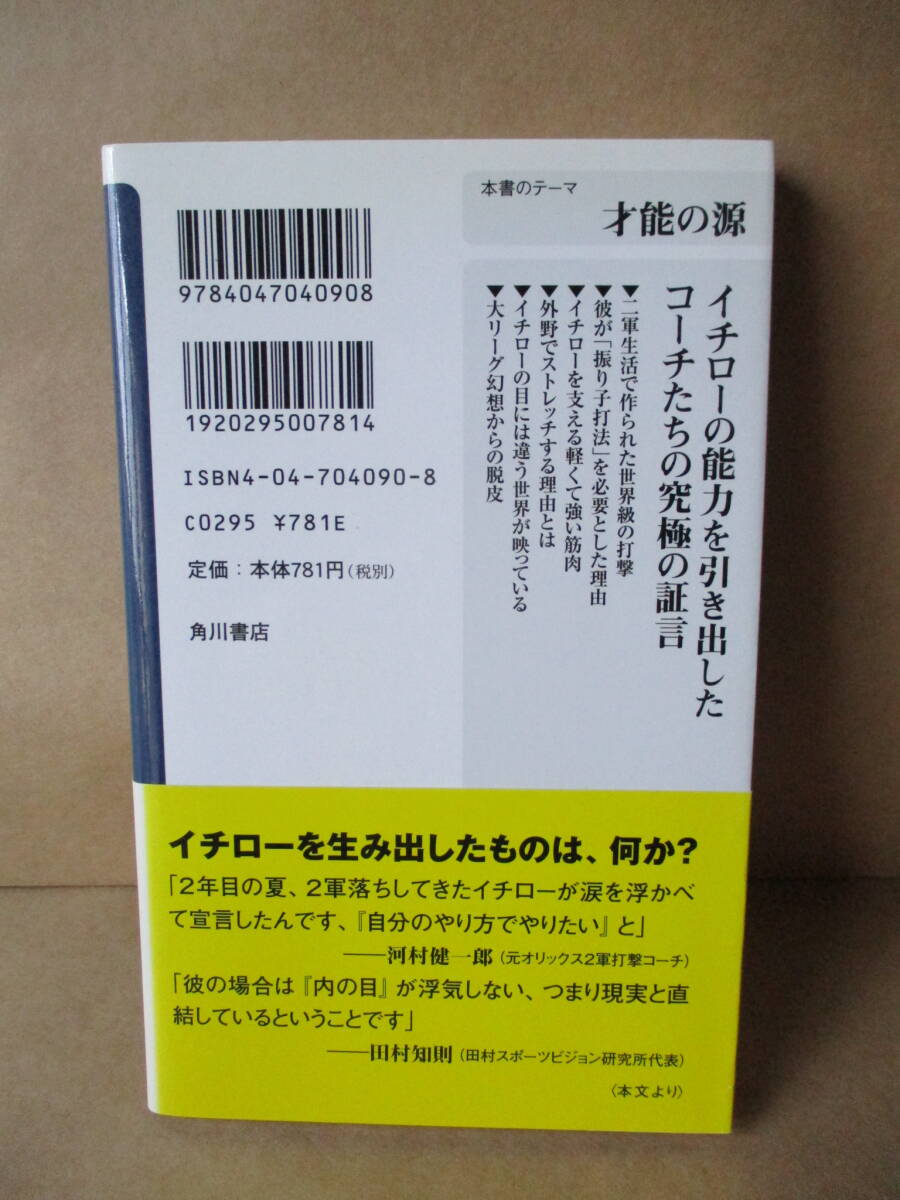 本書のテーマ
才能の源
イチローの能力を引き出した
コーチたちの究極の証言
▼二軍生活で作られた世界級の打撃
▼彼が「振り子打法」を必要とした理由
▼イチローを支える軽くて強い筋肉
▼外野でストレッチする理由とは
▼イチローの目には違う世界が映っている
▼大リーグ幻想からの脱皮
9784047040908
1920295007814
ISBN4-04-704090-8
C0295 ¥781E
定価：本体781円（税別）
角川書店
イチローを生み出したものは、何か？
「2年目の夏、2軍落ちしてきたイチローが涙を浮かべ
て宣言したんです、『自分のやり方でやりたい』と」
――河村健一郎（元オリックス2軍打撃コーチ）
「彼の場合は『内の目』が浮気しない、つまり現実と直
結しているということです」
――田村知則（田村スポーツビジョン研究所代表）
〈本文より〉